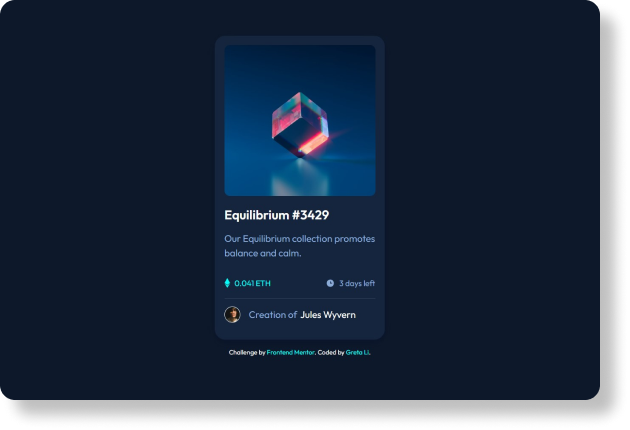 Equilibrium #3429
Our Equilibrium collection promotes
balance and calm.
0.041 ETH
3 days left
Creation of Jules Wyvern
Challenge by Frontend Mentor. Coded by Greta Li.